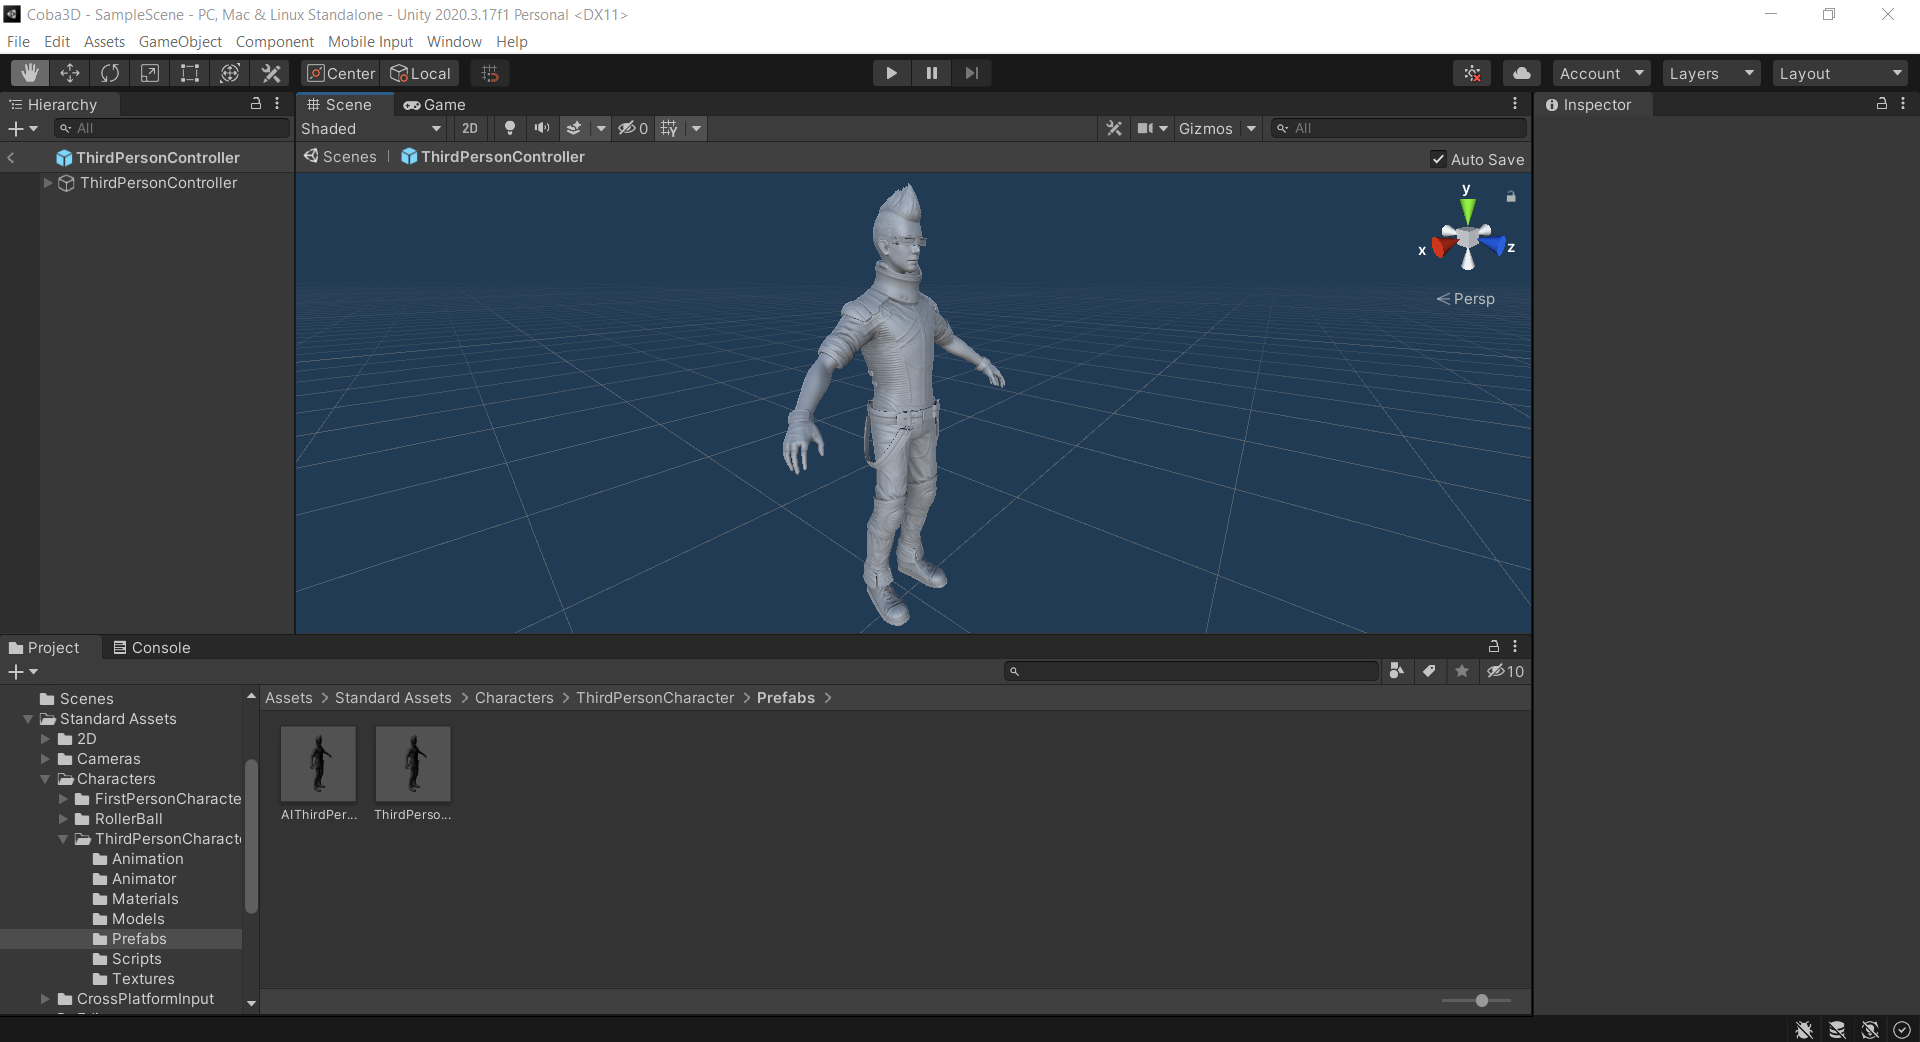 Coba3D - SampleScene - PC, Mac & Linux Standalone - Unity 2020.3.17f1 Personal <DX11>
File Edit Assets GameObject Component Mobile Input Window Help
Center Local Account Layers Layout
Hierarchy Scene Game Inspector
All Shaded 2D 0 Gizmos All
ThirdPersonController Scenes | ThirdPersonController Auto Save
ThirdPersonController
y
x z
Persp
Project Console
10
Scenes Assets > Standard Assets > Characters > ThirdPersonCharacter > Prefabs >
Standard Assets
2D
Cameras
Characters
FirstPersonCharacte
RollerBall
AIThirdPer... ThirdPerso...
ThirdPersonCharact
Animation
Animator
Materials
Models
Prefabs
Scripts
Textures
CrossPlatformInput